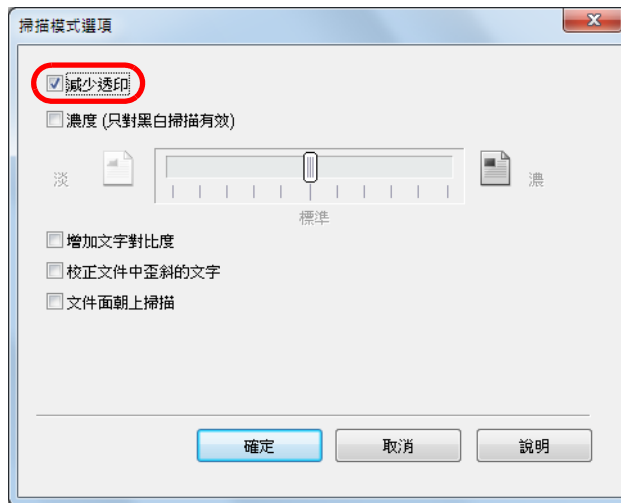 掃描模式選項
減少透印
濃度 (只對黑白掃描有效)
淡
濃
標準
增加文字對比度
校正文件中歪斜的文字
文件面朝上掃描
確定
取消
說明